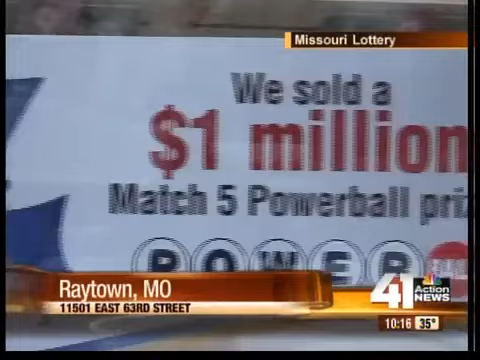 Missouri Lottery
We sold a
$1 million
Match 5 Powerball pri
POWER
Raytown, MO
11501 EAST 63RD STREET
41 Action
NEWS
10:16 35°